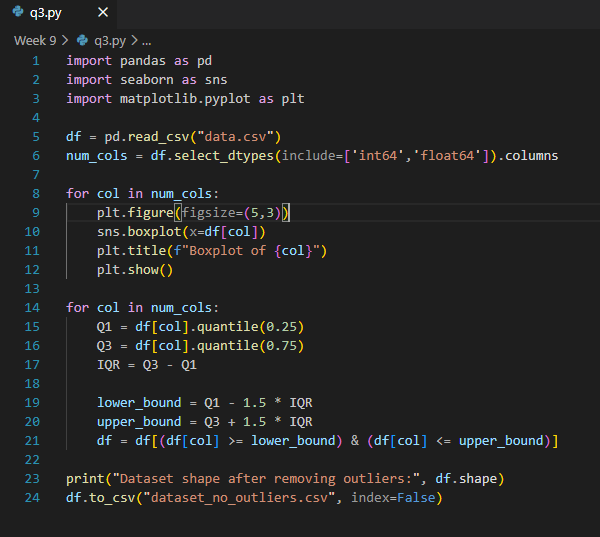 q3.py
Week 9 > q3.py > ...
1 import pandas as pd
2 import seaborn as sns
3 import matplotlib.pyplot as plt
4
5 df = pd.read_csv("data.csv")
6 num_cols = df.select_dtypes(include=['int64','float64']).columns
7
8 for col in num_cols:
9     plt.figure(figsize=(5,3))
10     sns.boxplot(x=df[col])
11     plt.title(f"Boxplot of {col}")
12     plt.show()
13
14 for col in num_cols:
15     Q1 = df[col].quantile(0.25)
16     Q3 = df[col].quantile(0.75)
17     IQR = Q3 - Q1
18
19     lower_bound = Q1 - 1.5 * IQR
20     upper_bound = Q3 + 1.5 * IQR
21     df = df[(df[col] >= lower_bound) & (df[col] <= upper_bound)]
22
23 print("Dataset shape after removing outliers:", df.shape)
24 df.to_csv("dataset_no_outliers.csv", index=False)